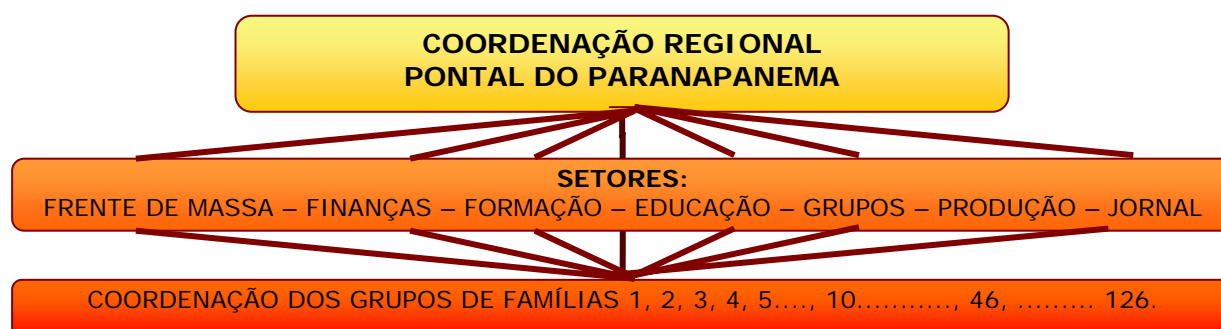 COORDENAÇÃO REGIONAL
PONTAL DO PARANAPANEMA
SETORES:
FRENTE DE MASSA – FINANÇAS – FORMAÇÃO – EDUCAÇÃO – GRUPOS – PRODUÇÃO – JORNAL
COORDENAÇÃO DOS GRUPOS DE FAMÍLIAS 1, 2, 3, 4, 5...., 10..........., 46, ......... 126.